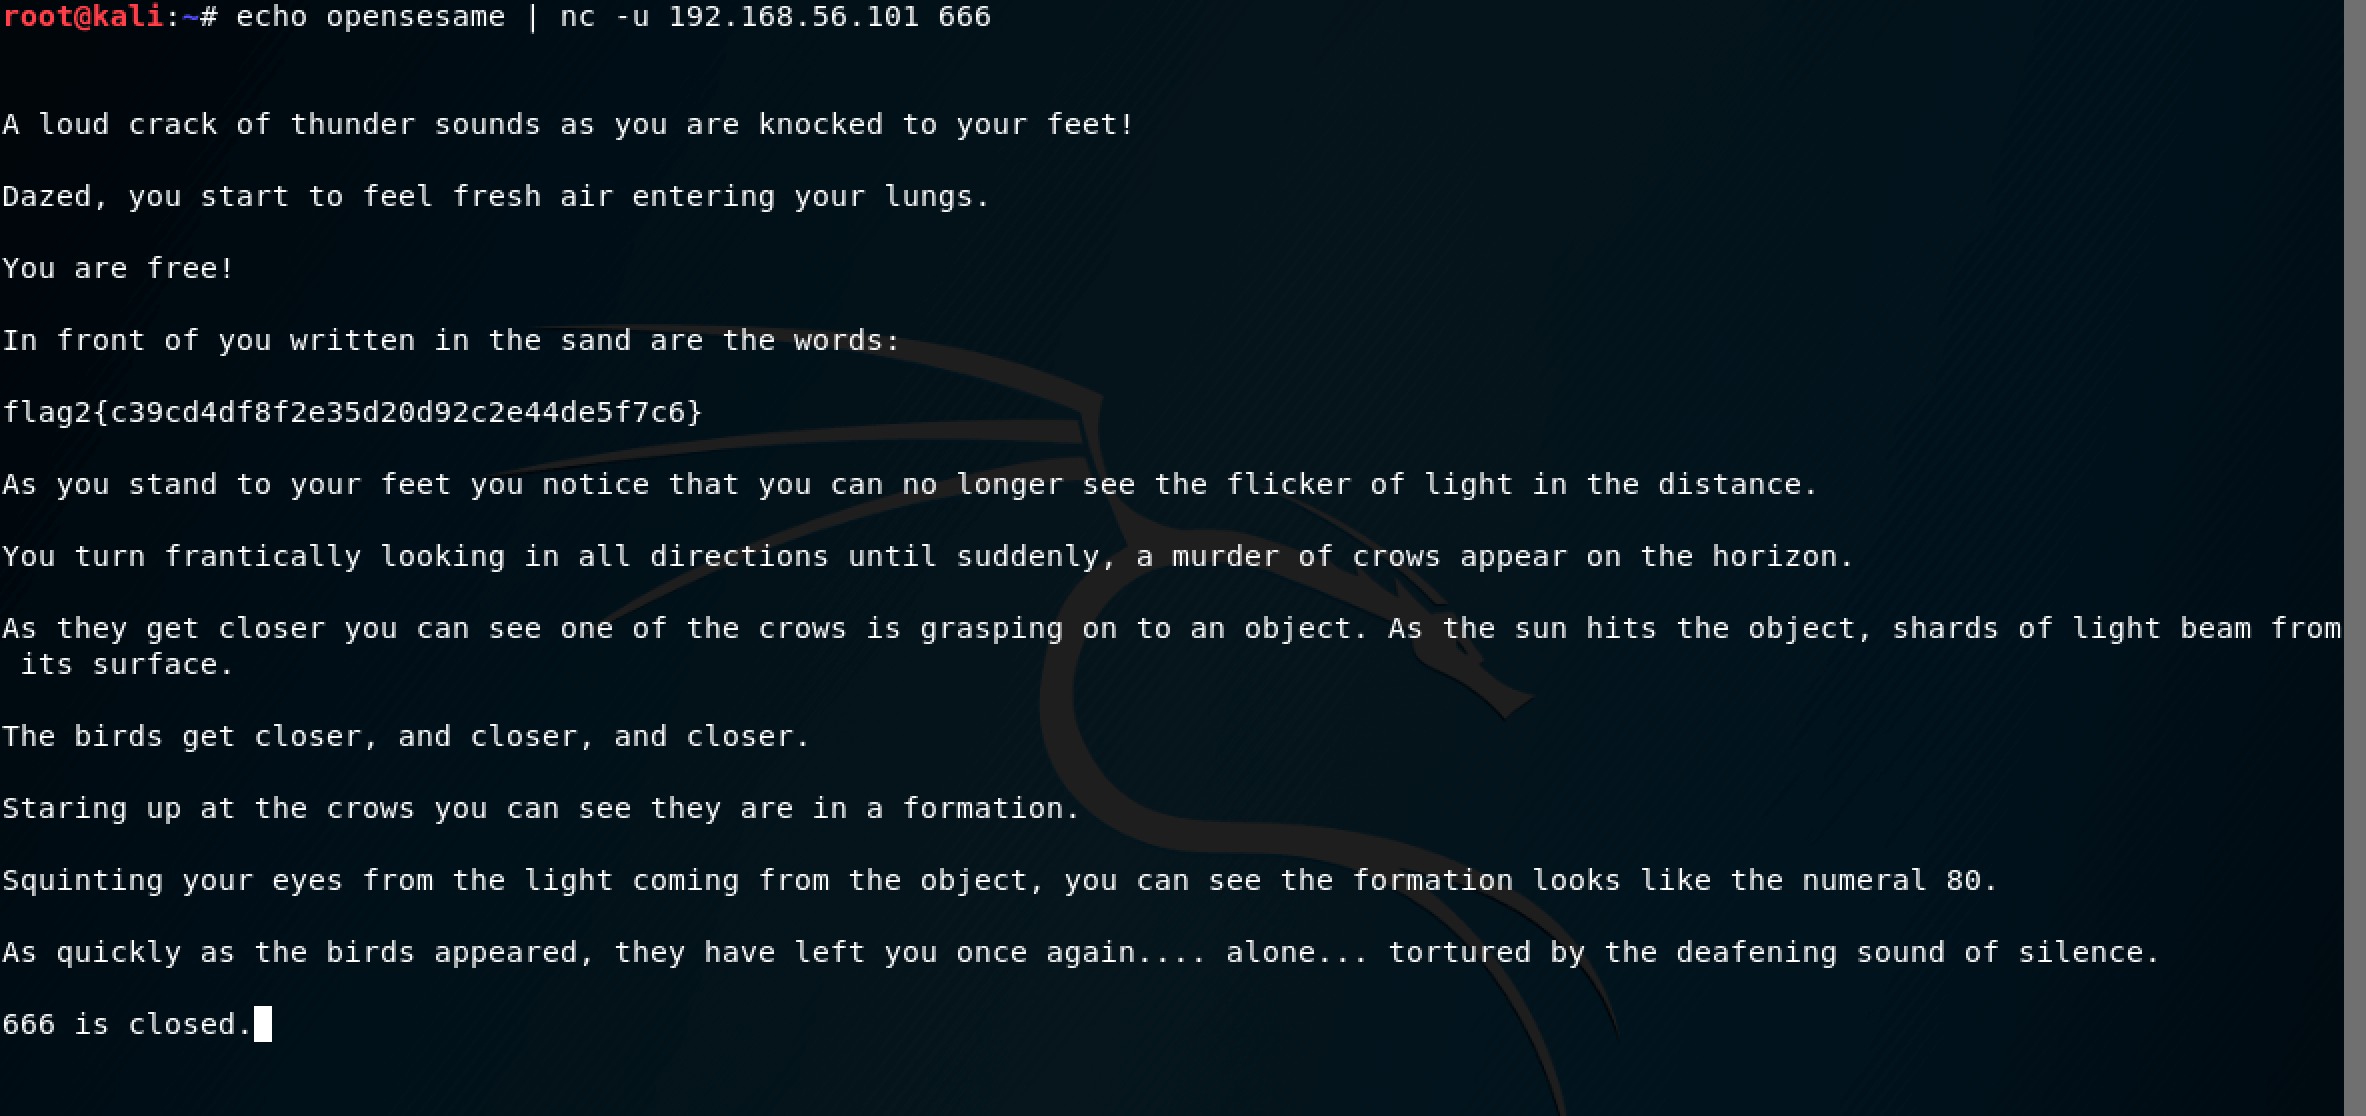 root@kali:~# echo opensesame | nc -u 192.168.56.101 666
A loud crack of thunder sounds as you are knocked to your feet!
Dazed, you start to feel fresh air entering your lungs.
You are free!
In front of you written in the sand are the words:
flag2{c39cd4df8f2e35d20d92c2e44de5f7c6}
As you stand to your feet you notice that you can no longer see the flicker of light in the distance.
You turn frantically looking in all directions until suddenly, a murder of crows appear on the horizon.
As they get closer you can see one of the crows is grasping on to an object. As the sun hits the object, shards of light beam from
its surface.
The birds get closer, and closer, and closer.
Staring up at the crows you can see they are in a formation.
Squinting your eyes from the light coming from the object, you can see the formation looks like the numeral 80.
As quickly as the birds appeared, they have left you once again.... alone... tortured by the deafening sound of silence.
666 is closed.